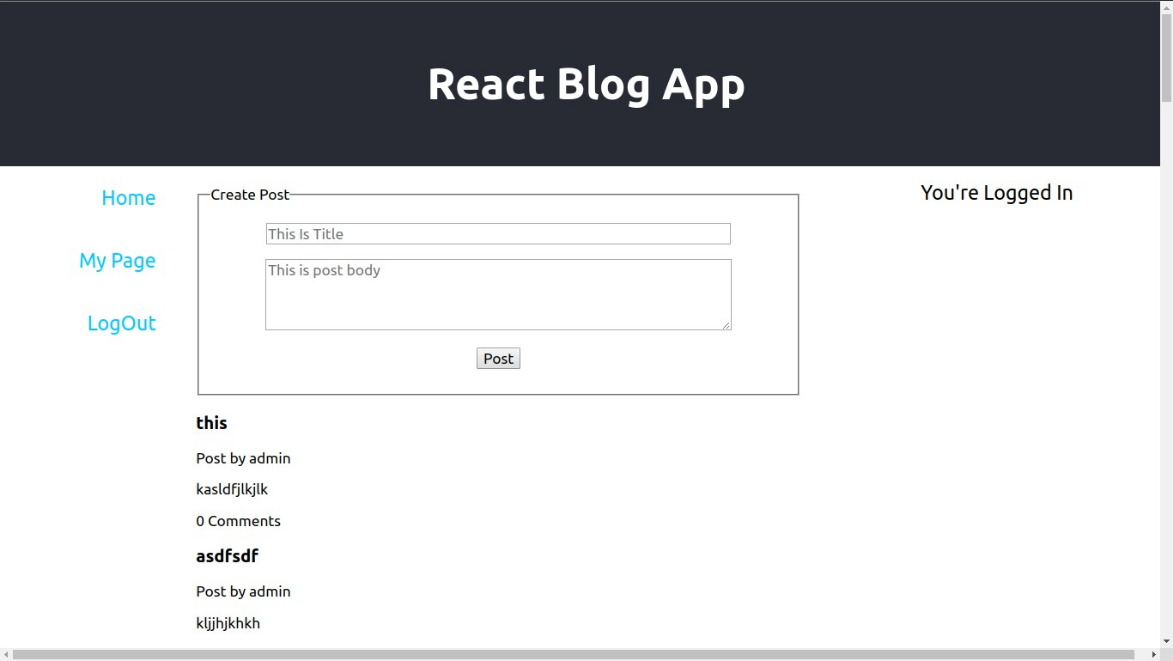 React Blog App
Home
My Page
LogOut
Create Post
This Is Title
This is post body
Post
You're Logged In
this
Post by admin
kasldfjlkjlk
0 Comments
asdfsdf
Post by admin
kljjhjkhkh